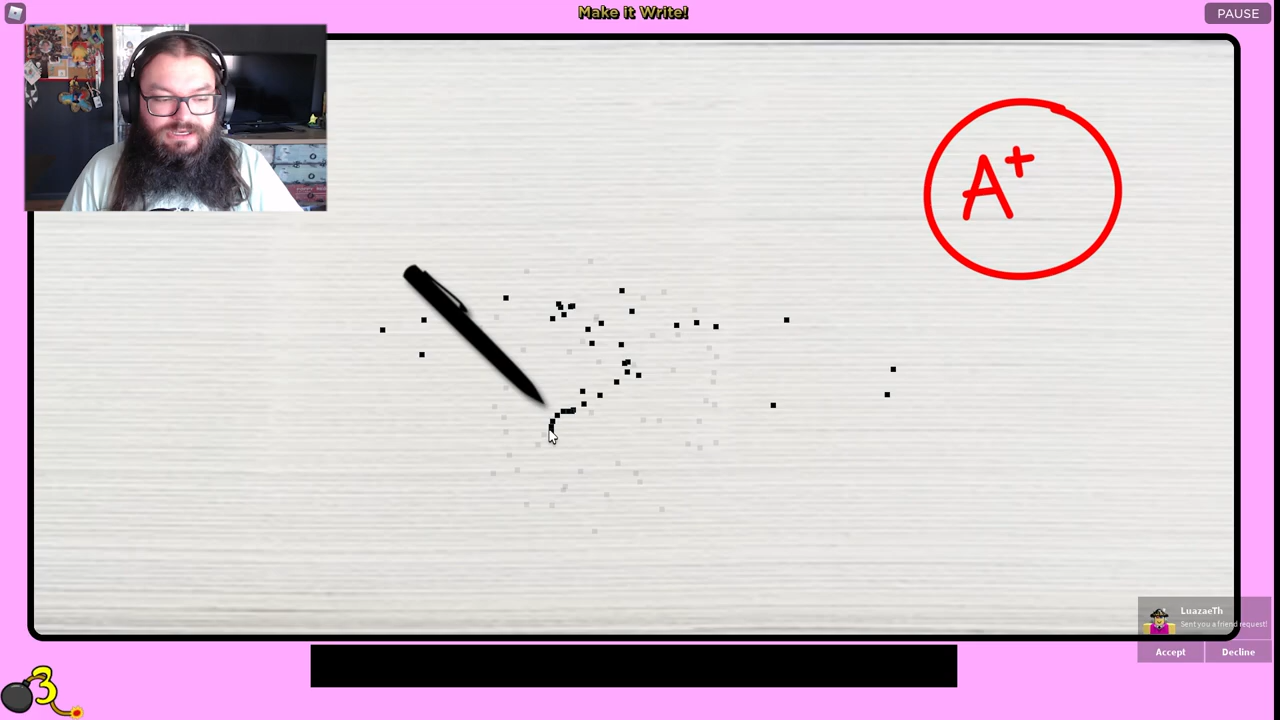 Make it Write!
PAUSE
A+
LuazaeTh
Sent you a friend request!
Accept
Decline
3